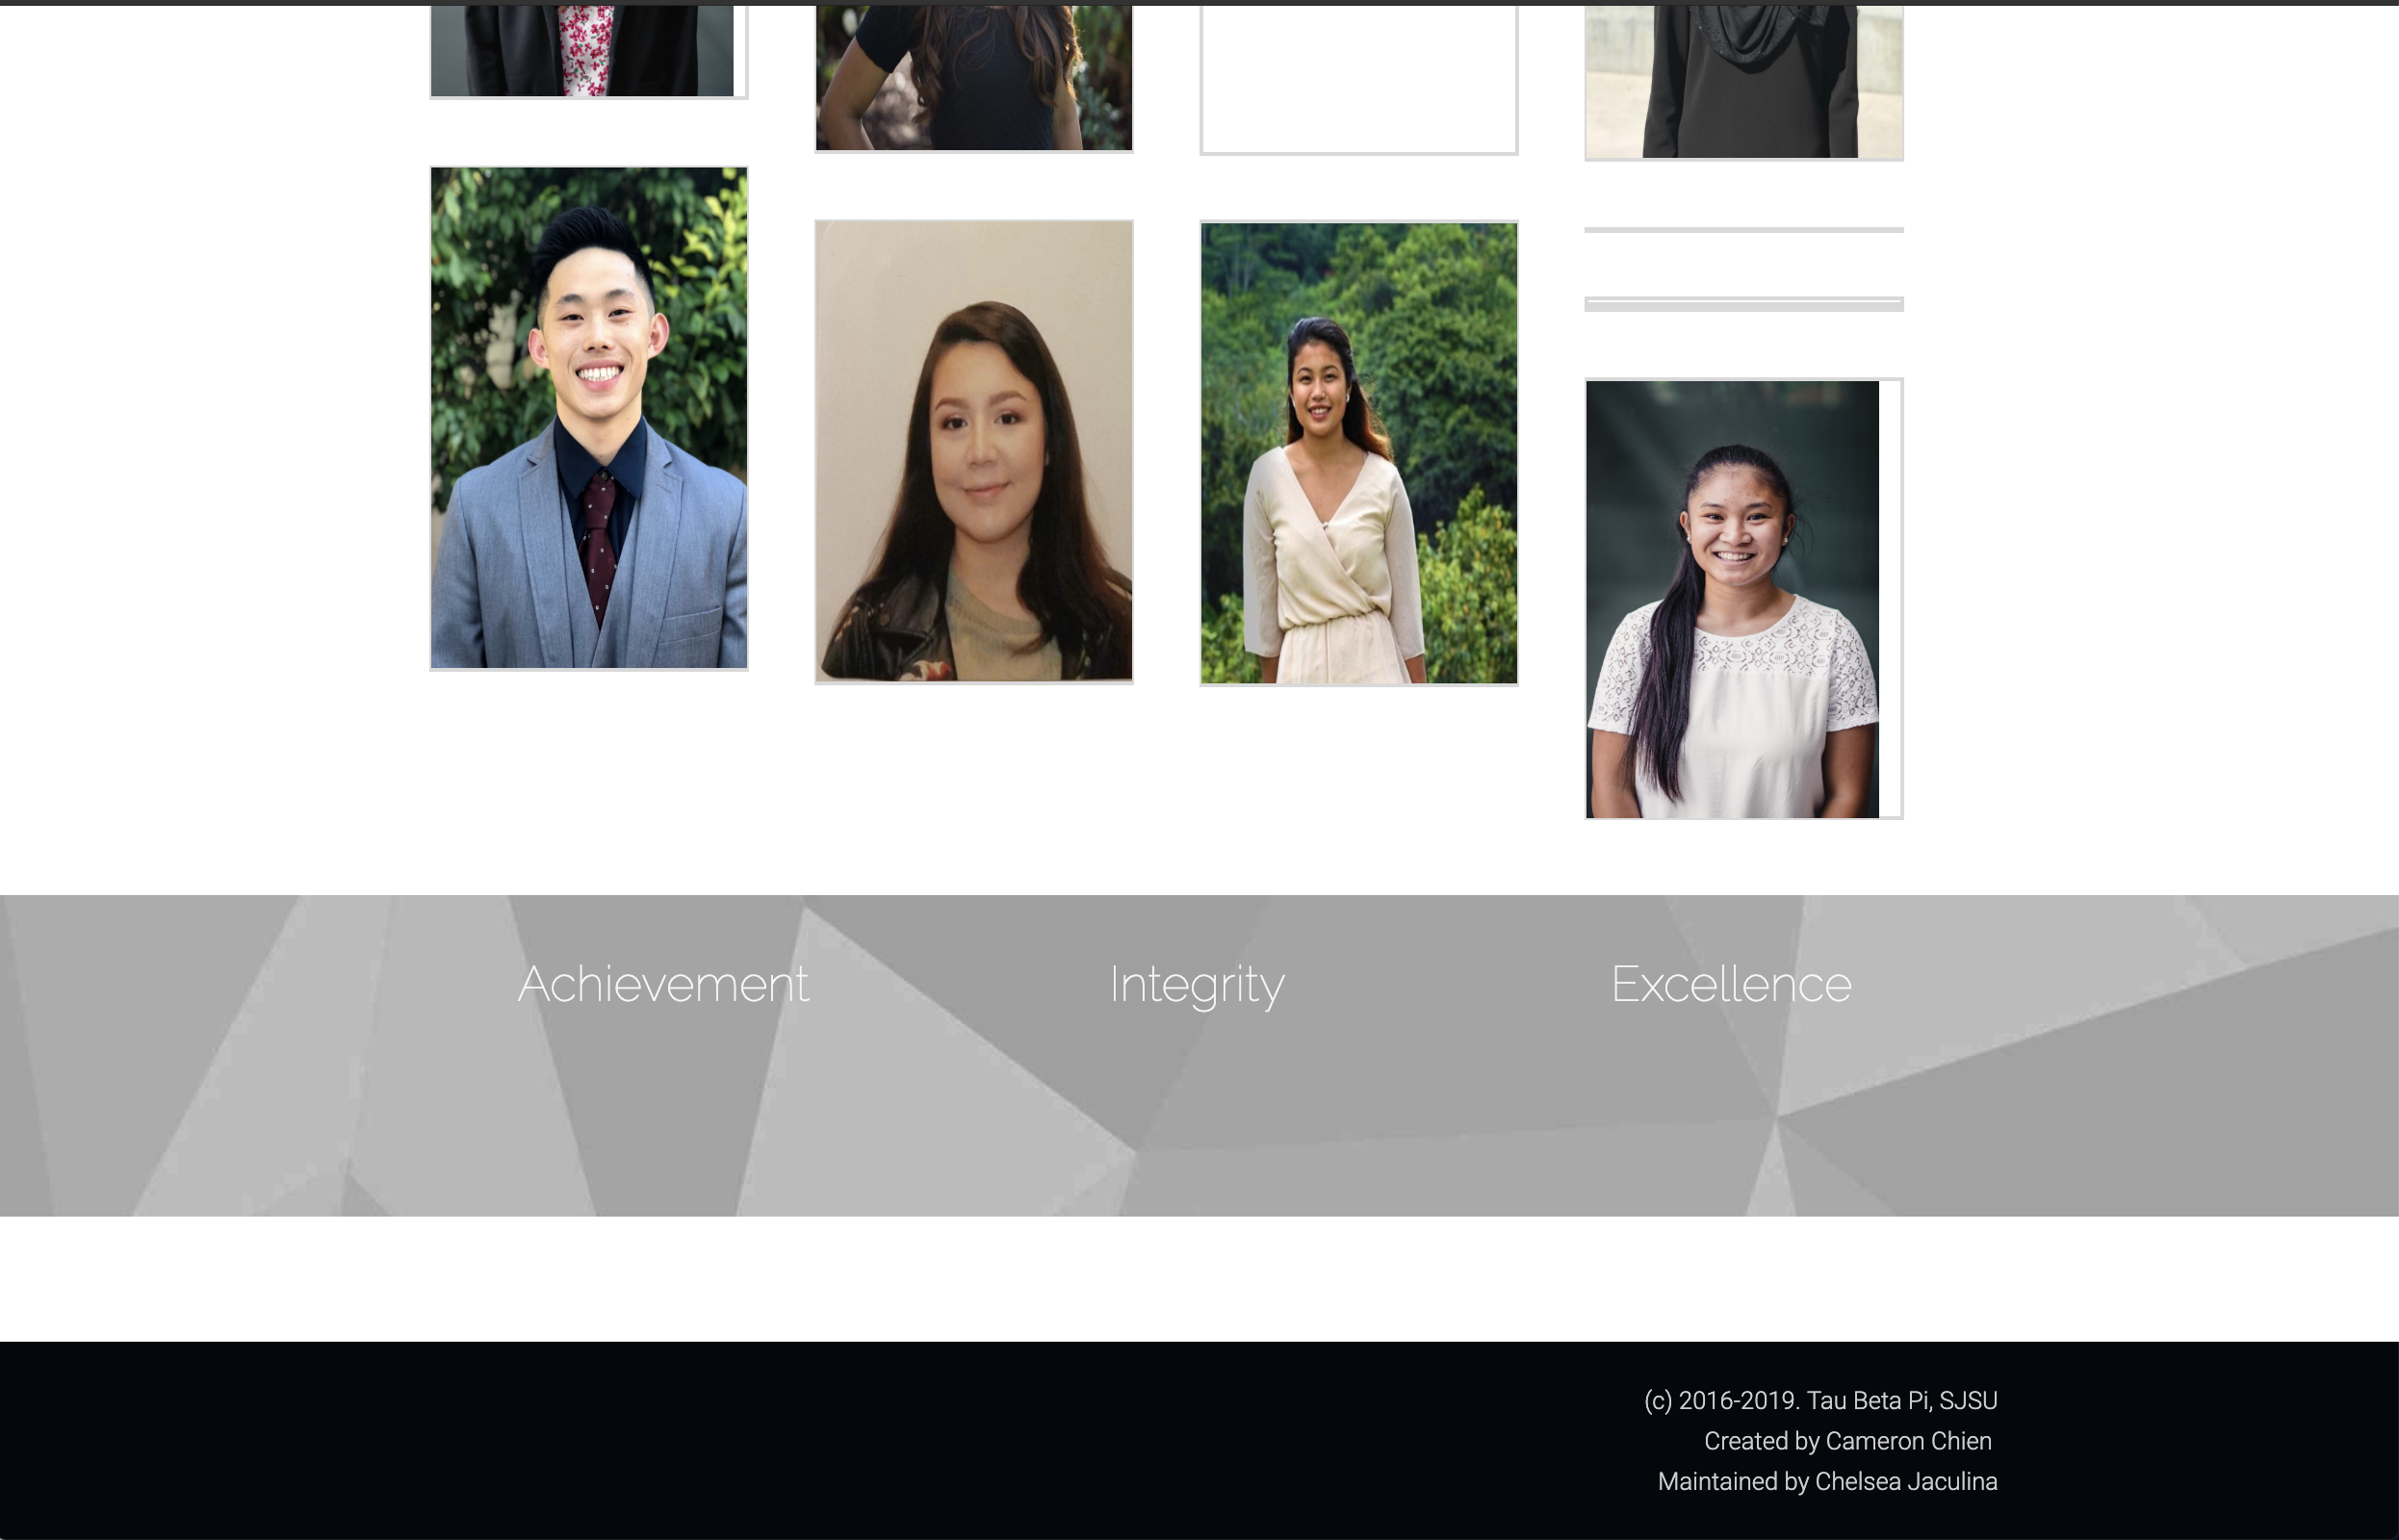 Achievement
Integrity
Excellence
(c) 2016-2019. Tau Beta Pi, SJSU
Created by Cameron Chien
Maintained by Chelsea Jaculina